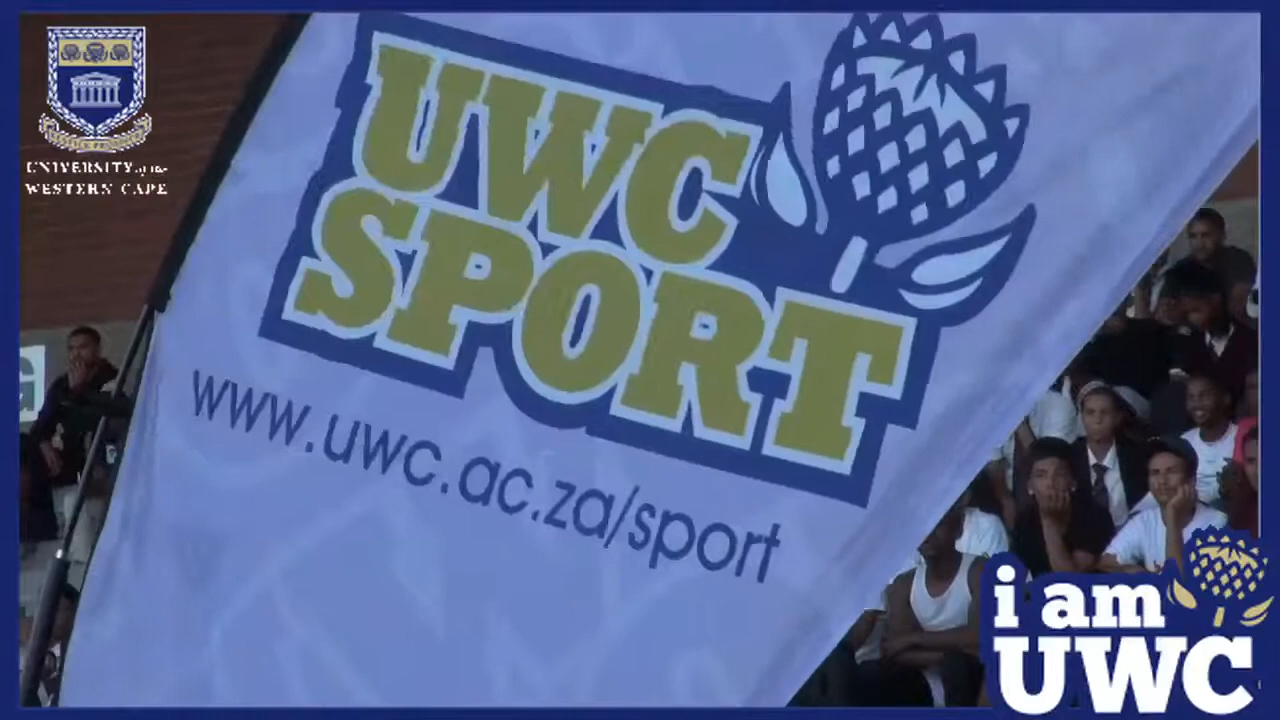 UNIVERSITY of the
WESTERN CAPE
UWC
SPORT
www.uwc.ac.za/sport
i am
UWC